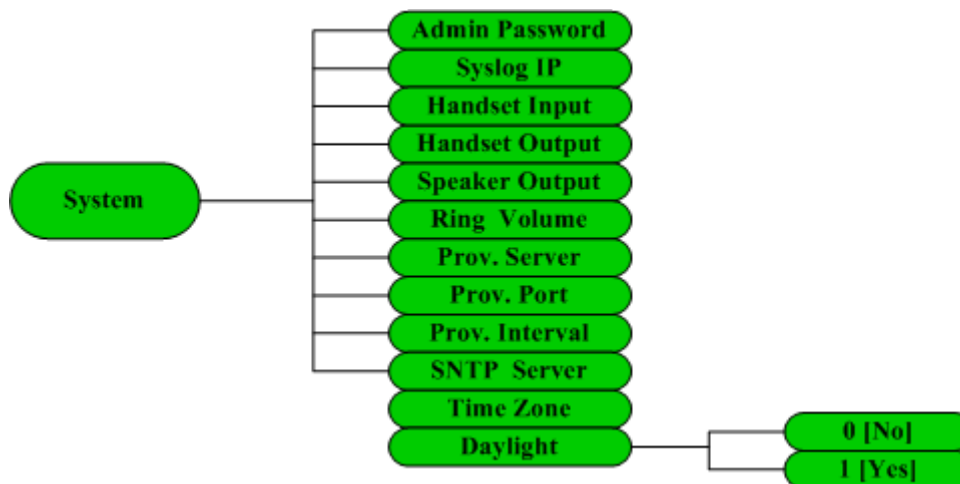 System
Admin Password
Syslog IP
Handset Input
Handset Output
Speaker Output
Ring Volume
Prov. Server
Prov. Port
Prov. Interval
SNTP Server
Time Zone
Daylight
0 [No]
1 [Yes]